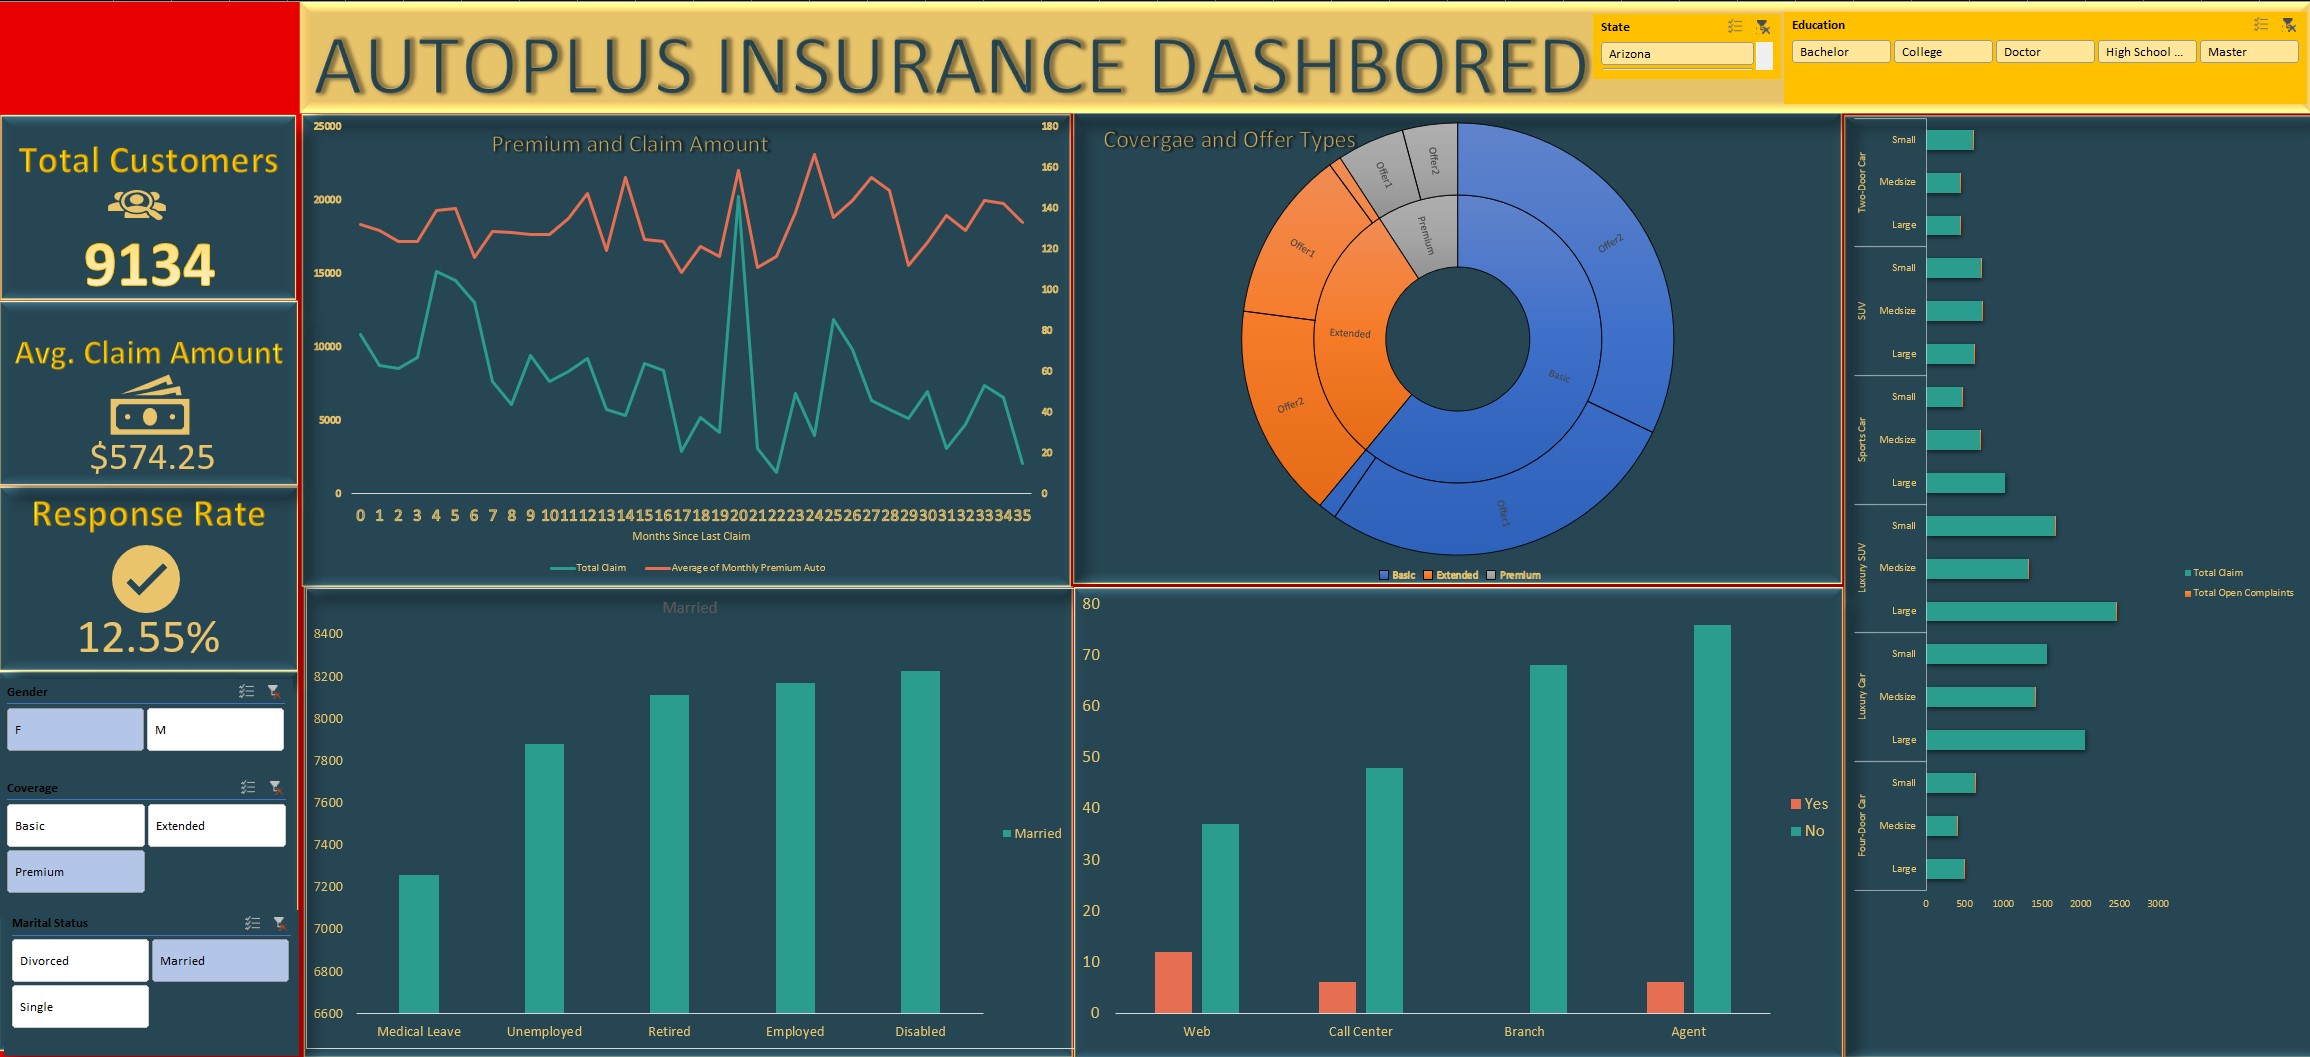 AUTOPLUS INSURANCE DASHBORED
State
Arizona
Education
Bachelor
College
Doctor
High School ...
Master
Total Customers
9134
Avg. Claim Amount
$574.25
Response Rate
12.55%
Gender
F
M
Coverage
Basic
Extended
Premium
Marital Status
Divorced
Married
Single
Premium and Claim Amount
25000
20000
15000
10000
5000
0
180
160
140
120
100
80
60
40
20
0
0 1 2 3 4 5 6 7 8 9 10 11 12 13 14 15 16 17 18 19 20 21 22 23 24 25 26 27 28 29 30 31 32 33 34 35
Months Since Last Claim
Total Claim
Average of Monthly Premium Auto
Covergae and Offer Types
Offer1
Offer2
Premium
Offer2
Offer1
Extended
Basic
Offer2
Offer1
Basic
Extended
Premium
Married
8400
8200
8000
7800
7600
7400
7200
7000
6800
6600
Medical Leave
Unemployed
Retired
Employed
Disabled
Married
80
70
60
50
40
30
20
10
0
Web
Call Center
Branch
Agent
Yes
No
Two-Door Car
Small
Medsize
Large
SUV
Small
Medsize
Large
Sports Car
Small
Medsize
Large
Luxury SUV
Small
Medsize
Large
Luxury Car
Small
Medsize
Large
Four-Door Car
Small
Medsize
Large
0 500 1000 1500 2000 2500 3000
Total Claim
Total Open Complaints